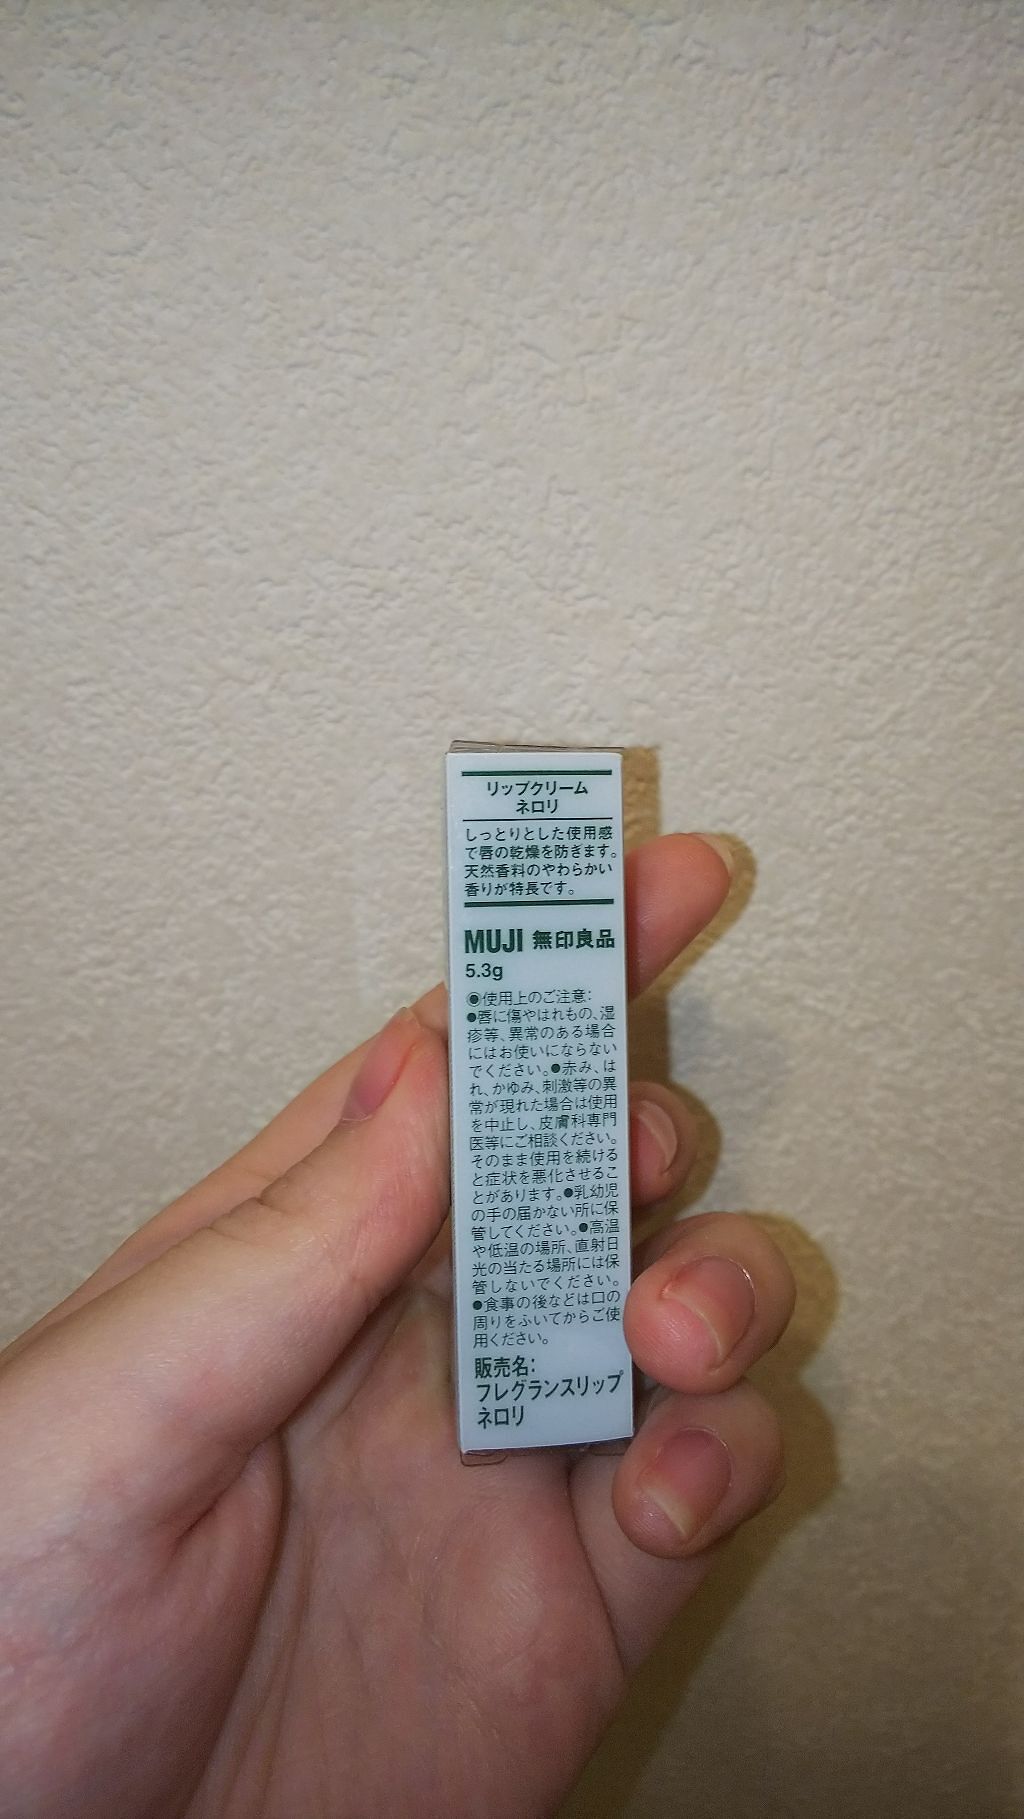 リップクリーム
ネロリ
しっとりとした使用感
で唇の乾燥を防ぎます。
天然香料のやわらかい
香りが特長です。
MUJI 無印良品
5.3g
◉使用上のご注意:
●唇に傷やはれもの、湿
疹等、異常のある場合
にはお使いにならない
でください。●赤み、は
れ、かゆみ、刺激等の異
常が現れた場合は使用
を中止し、皮膚科専門
医等にご相談ください。
そのまま使用を続ける
と症状を悪化させるこ
とがあります。●乳幼児
の手の届かない所に保
管してください。●高温
や低温の場所、直射日
光の当たる場所には保
管しないでください。
●食事の後などは口の
周りをふいてからご使
用ください。
販売名:
フレグランスリップ
ネロリ